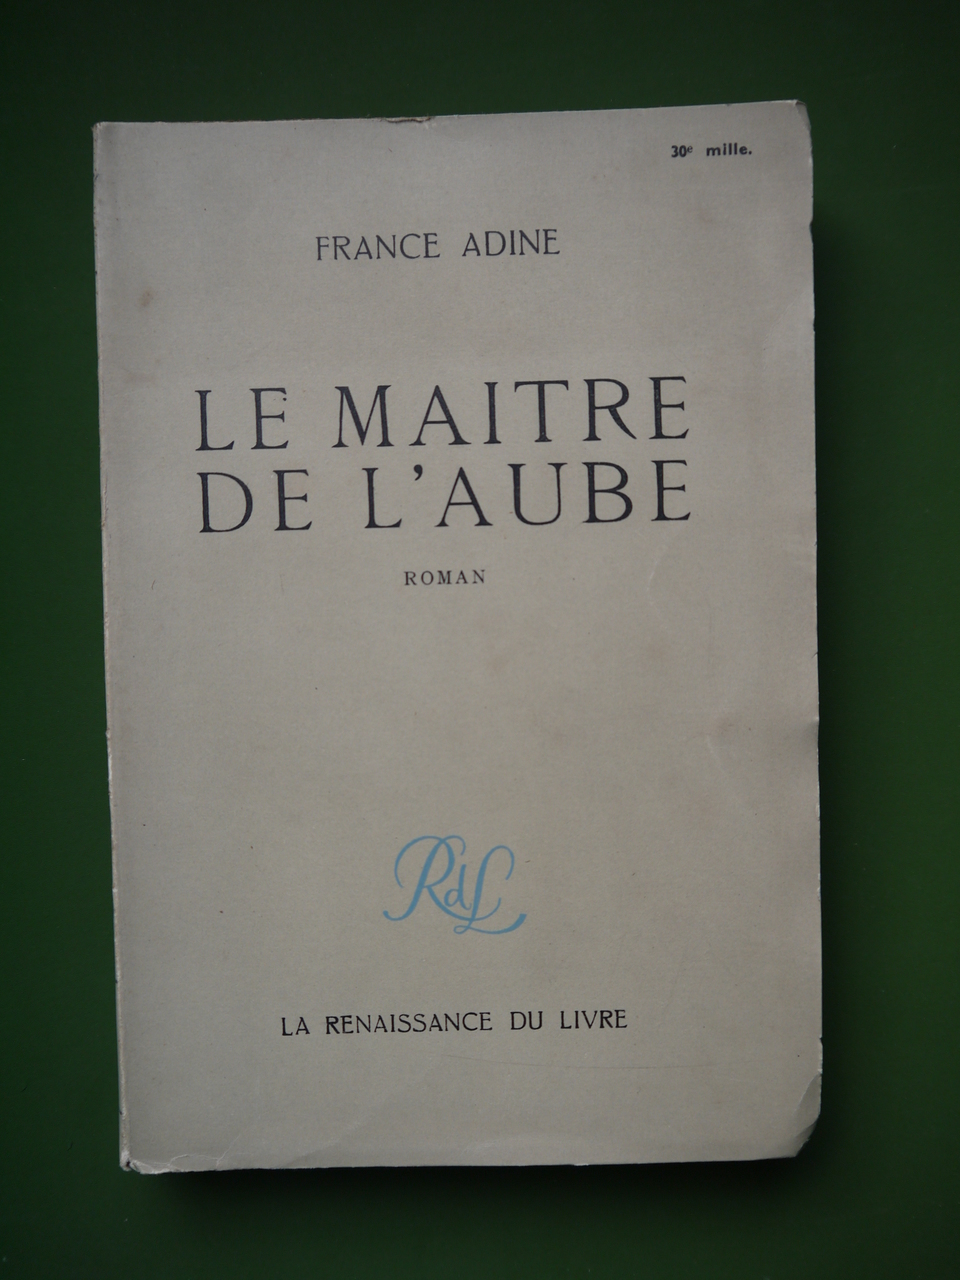 30e mille.
FRANCE ADINE
LE MAITRE
DE L'AUBE
ROMAN
RdL
LA RENAISSANCE DU LIVRE